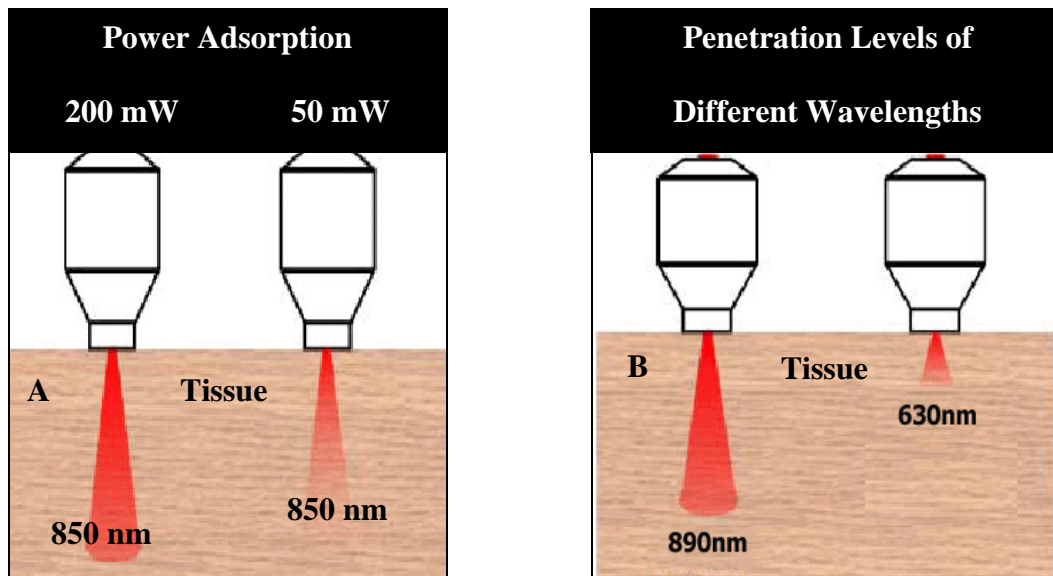 Power Adsorption
200 mW 50 mW
A Tissue
850 nm 850 nm
Penetration Levels of
Different Wavelengths
B Tissue
630nm
890nm